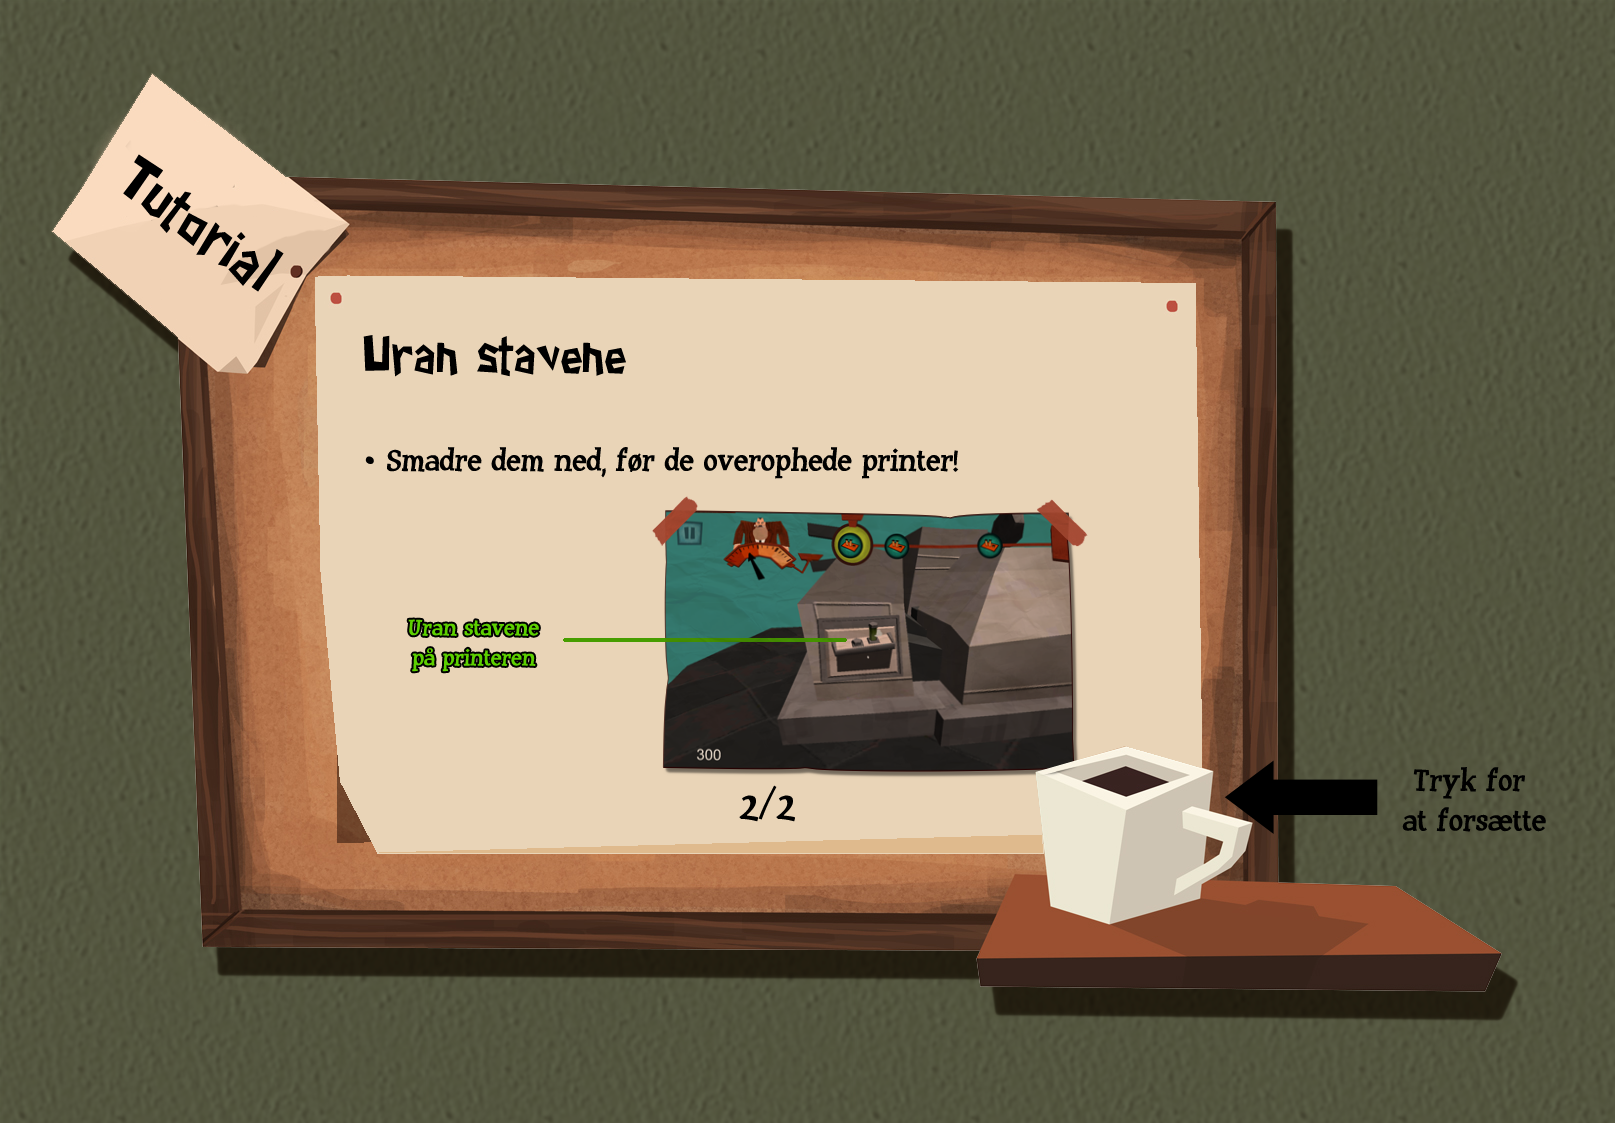 Tutorial
Uran stavene
• Smadre dem ned, før de overophede printer!
Uran stavene
på printeren
300
2/2
Tryk for
at forsætte